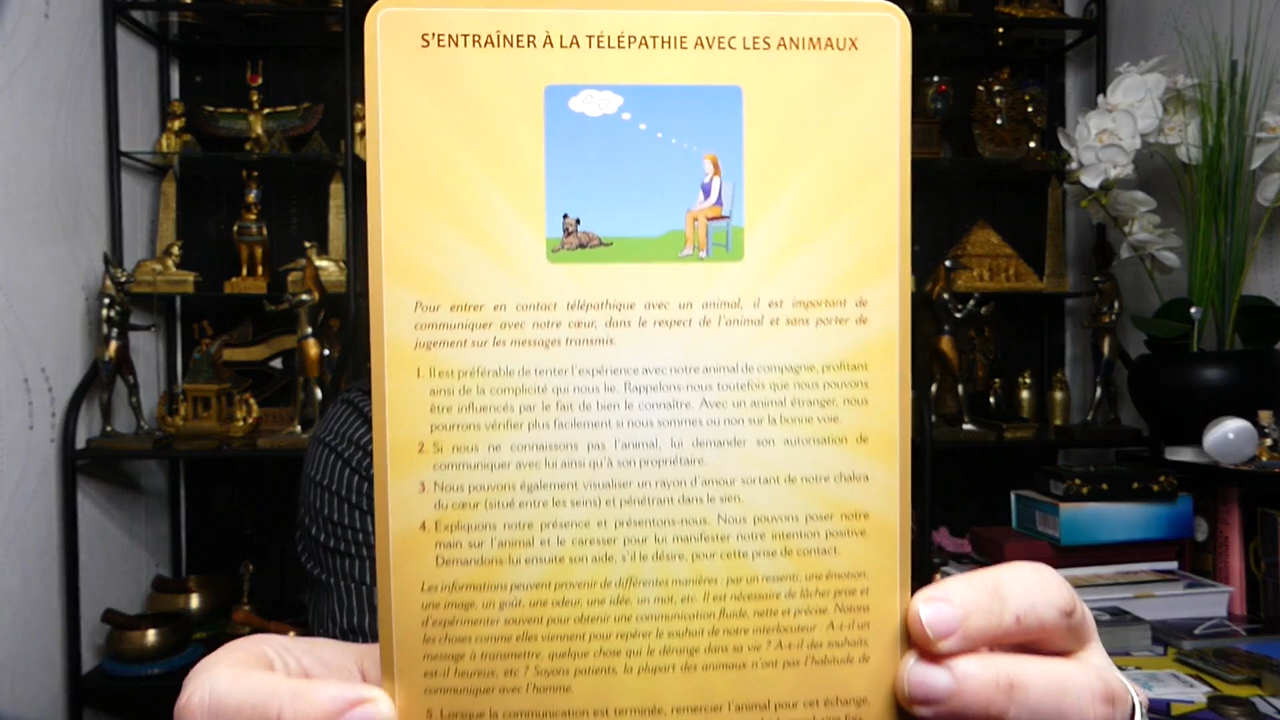 S'ENTRAÎNER À LA TÉLÉPATHIE AVEC LES ANIMAUX
Pour entrer en contact télépathique avec un animal, il est important de
communiquer avec notre cœur, dans le respect de l'animal et sans porter de
jugement sur les messages transmis.
1. Il est préférable de tenter l'expérience avec notre animal de compagnie, profitant
ainsi de la complicité qui nous lie. Rappelons-nous toutefois que nous pouvons
être influencés par le fait de bien le connaître. Avec un animal étranger, nous
pourrons vérifier plus facilement si nous sommes ou non sur la bonne voie.
2. Si nous ne connaissons pas l'animal, lui demander son autorisation de
communiquer avec lui ainsi qu'à son propriétaire.
3. Nous pouvons également visualiser un rayon d'amour sortant de notre chakra
du cœur (situé entre les seins) et pénétrant dans le sien.
4. Expliquons notre présence et présentons-nous. Nous pouvons poser notre
main sur l'animal et le caresser pour lui manifester notre intention positive.
Demandons-lui ensuite son aide, s'il le désire, pour cette prise de contact.
Les informations peuvent provenir de différentes manières : par un ressenti, une émotion,
une image, un goût, une odeur, une idée, un mot, etc. Il est nécessaire de lâcher prise et
d'expérimenter souvent pour obtenir une communication fluide, nette et précise. Notons
les choses comme elles viennent pour repérer le souhait de notre interlocuteur : A-t-il un
message à transmettre, quelque chose qui le dérange dans sa vie ? A-t-il des souhaits,
est-il heureux, etc ? Soyons patients, la plupart des animaux n'ont pas l'habitude de
communiquer avec l'homme.
5. Lorsque la communication est terminée, remercier l'animal pour cet échange,